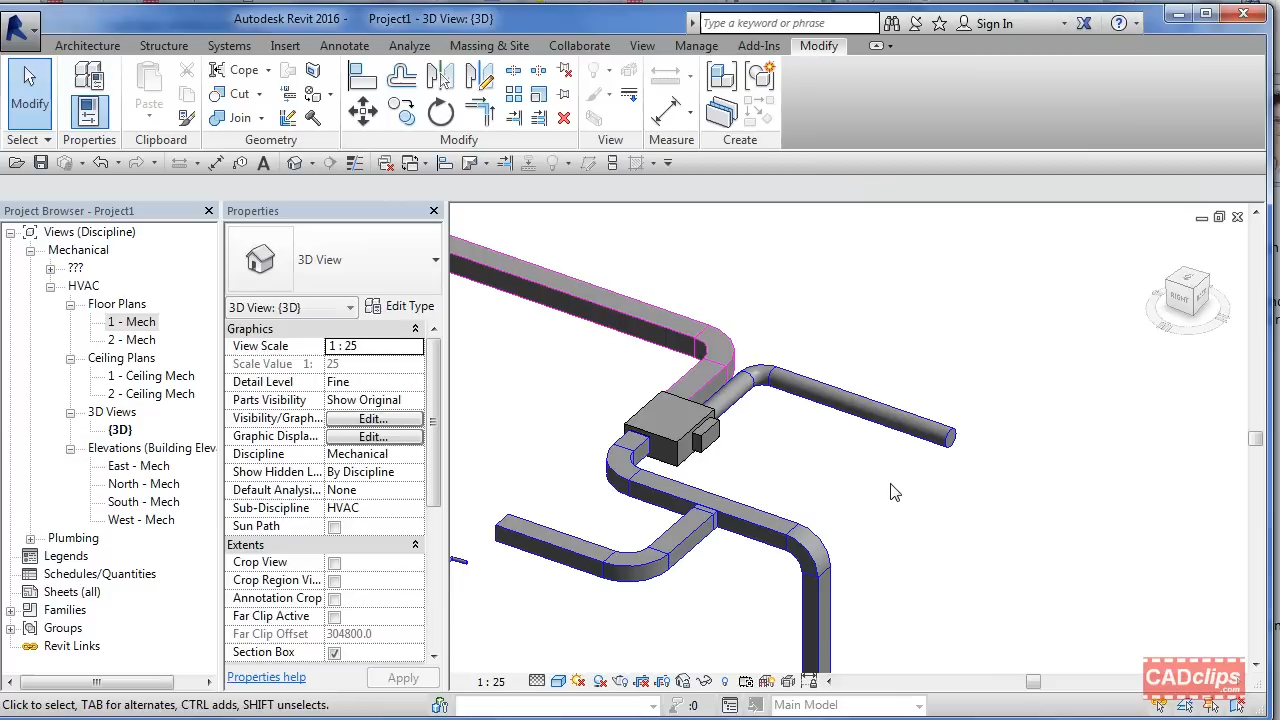 Autodesk Revit 2016 - Project1 - 3D View: {3D}
Type a keyword or phrase
Sign In
Architecture Structure Systems Insert Annotate Analyze Massing & Site Collaborate View Manage Add-Ins Modify
Modify
Paste
Cope
Cut
Join
Select Properties Clipboard Geometry Modify View Measure Create
Project Browser - Project1
Views (Discipline)
Mechanical
???
HVAC
Floor Plans
1 - Mech
2 - Mech
Ceiling Plans
1 - Ceiling Mech
2 - Ceiling Mech
3D Views
{3D}
Elevations (Building Elev
East - Mech
North - Mech
South - Mech
West - Mech
Plumbing
Legends
Schedules/Quantities
Sheets (all)
Families
Groups
Revit Links
Properties
3D View
3D View: {3D} Edit Type
Graphics
View Scale 1 : 25
Scale Value 1: 25
Detail Level Fine
Parts Visibility Show Original
Visibility/Graph... Edit...
Graphic Displa... Edit...
Discipline Mechanical
Show Hidden L... By Discipline
Default Analysi... None
Sub-Discipline HVAC
Sun Path
Extents
Crop View
Crop Region Vi...
Annotation Crop
Far Clip Active
Far Clip Offset 304800.0
Section Box
Properties help Apply
RIGHT
1 : 25
CADclips
.com
Click to select, TAB for alternates, CTRL adds, SHIFT unselects.
:0
Main Model